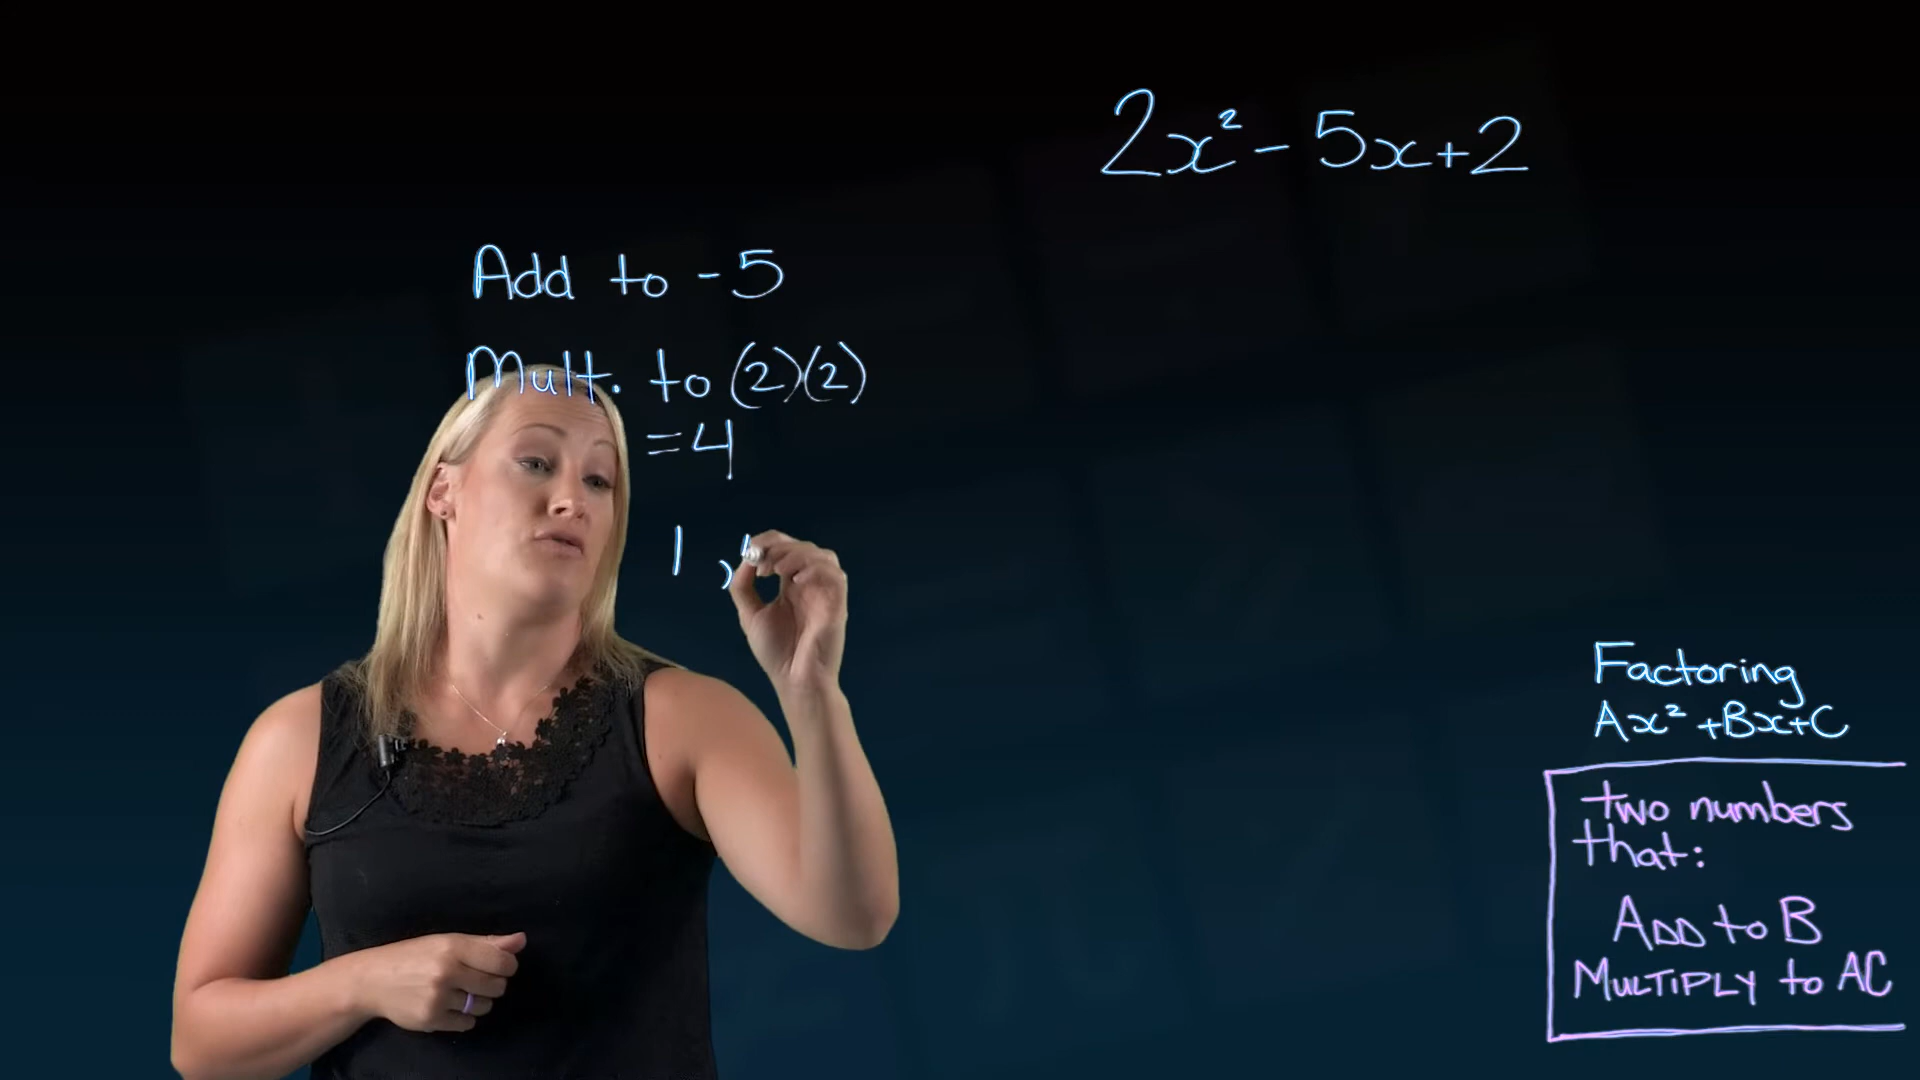 2x² - 5x + 2
Add to -5
Mult. to (2)(2)
= 4
1 ,
Factoring
Ax² + Bx + C
two numbers
that:
ADD to B
MULTIPLY to AC